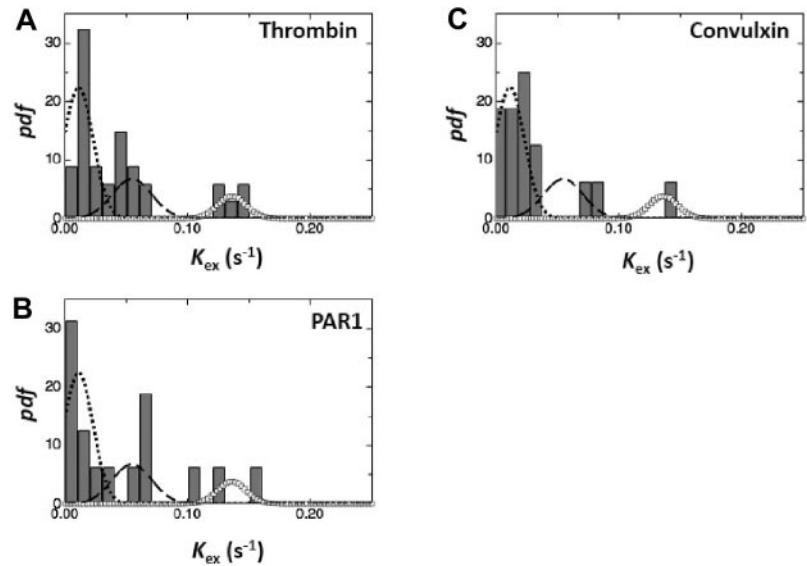 A
Thrombin
30
20
10
0
pdf
0.00 0.10 0.20
Kex (s-1)
C
Convulxin
30
20
10
0
pdf
0.00 0.10 0.20
Kex (s-1)
B
PAR1
30
20
10
0
pdf
0.00 0.10 0.20
Kex (s-1)